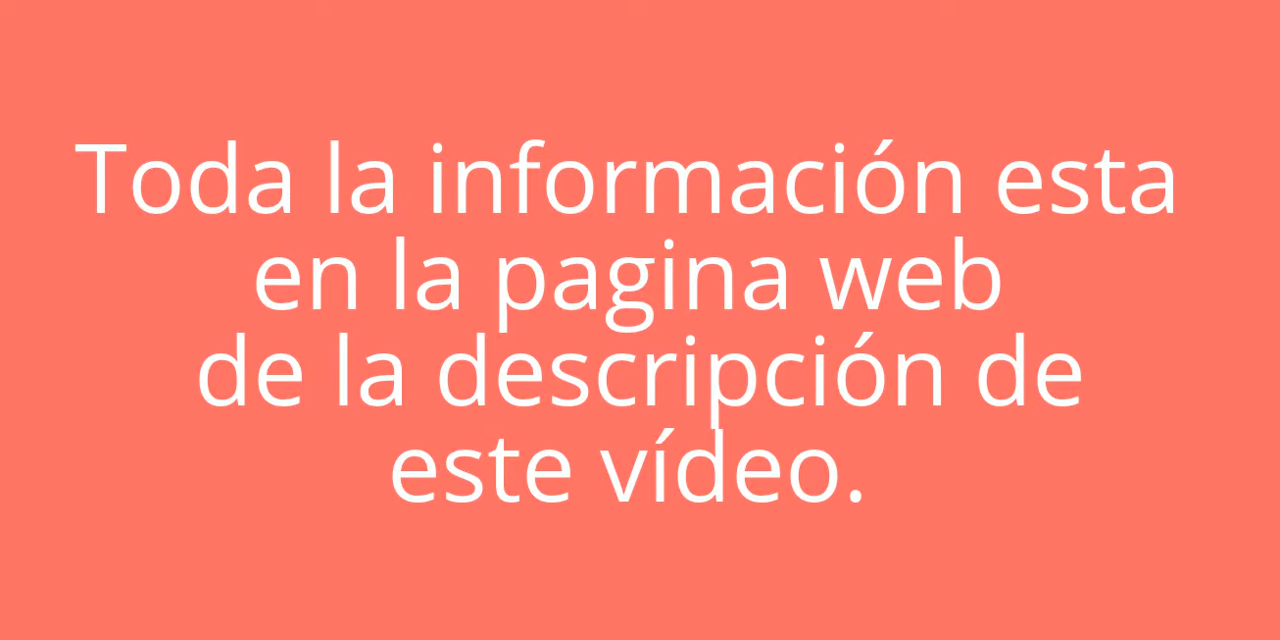 Toda la información esta
en la pagina web
de la descripción de
este vídeo.